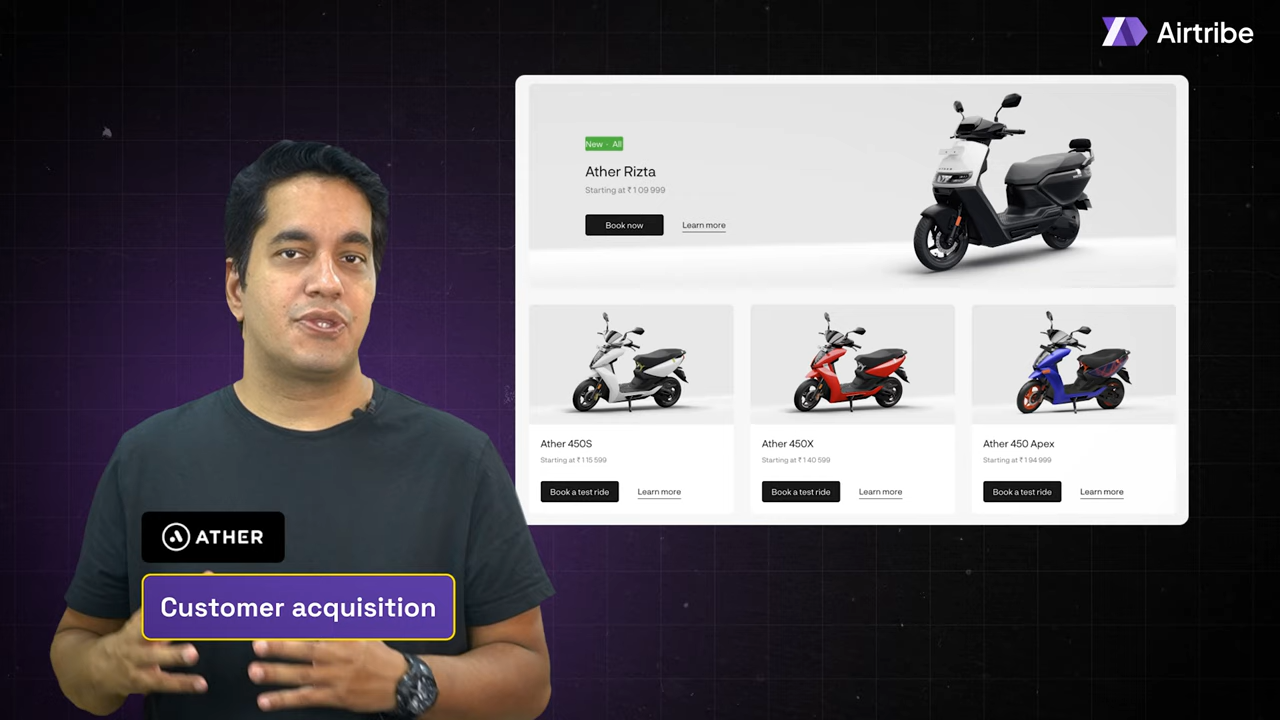 Airtribe
New · All
Ather Rizta
Starting at ₹ 1 09 999
Book now
Learn more
Ather 450S
Starting at ₹ 1 15 599
Book a test ride
Learn more
Ather 450X
Starting at ₹ 1 40 599
Book a test ride
Learn more
Ather 450 Apex
Starting at ₹ 1 94 999
Book a test ride
Learn more
ATHER
Customer acquisition